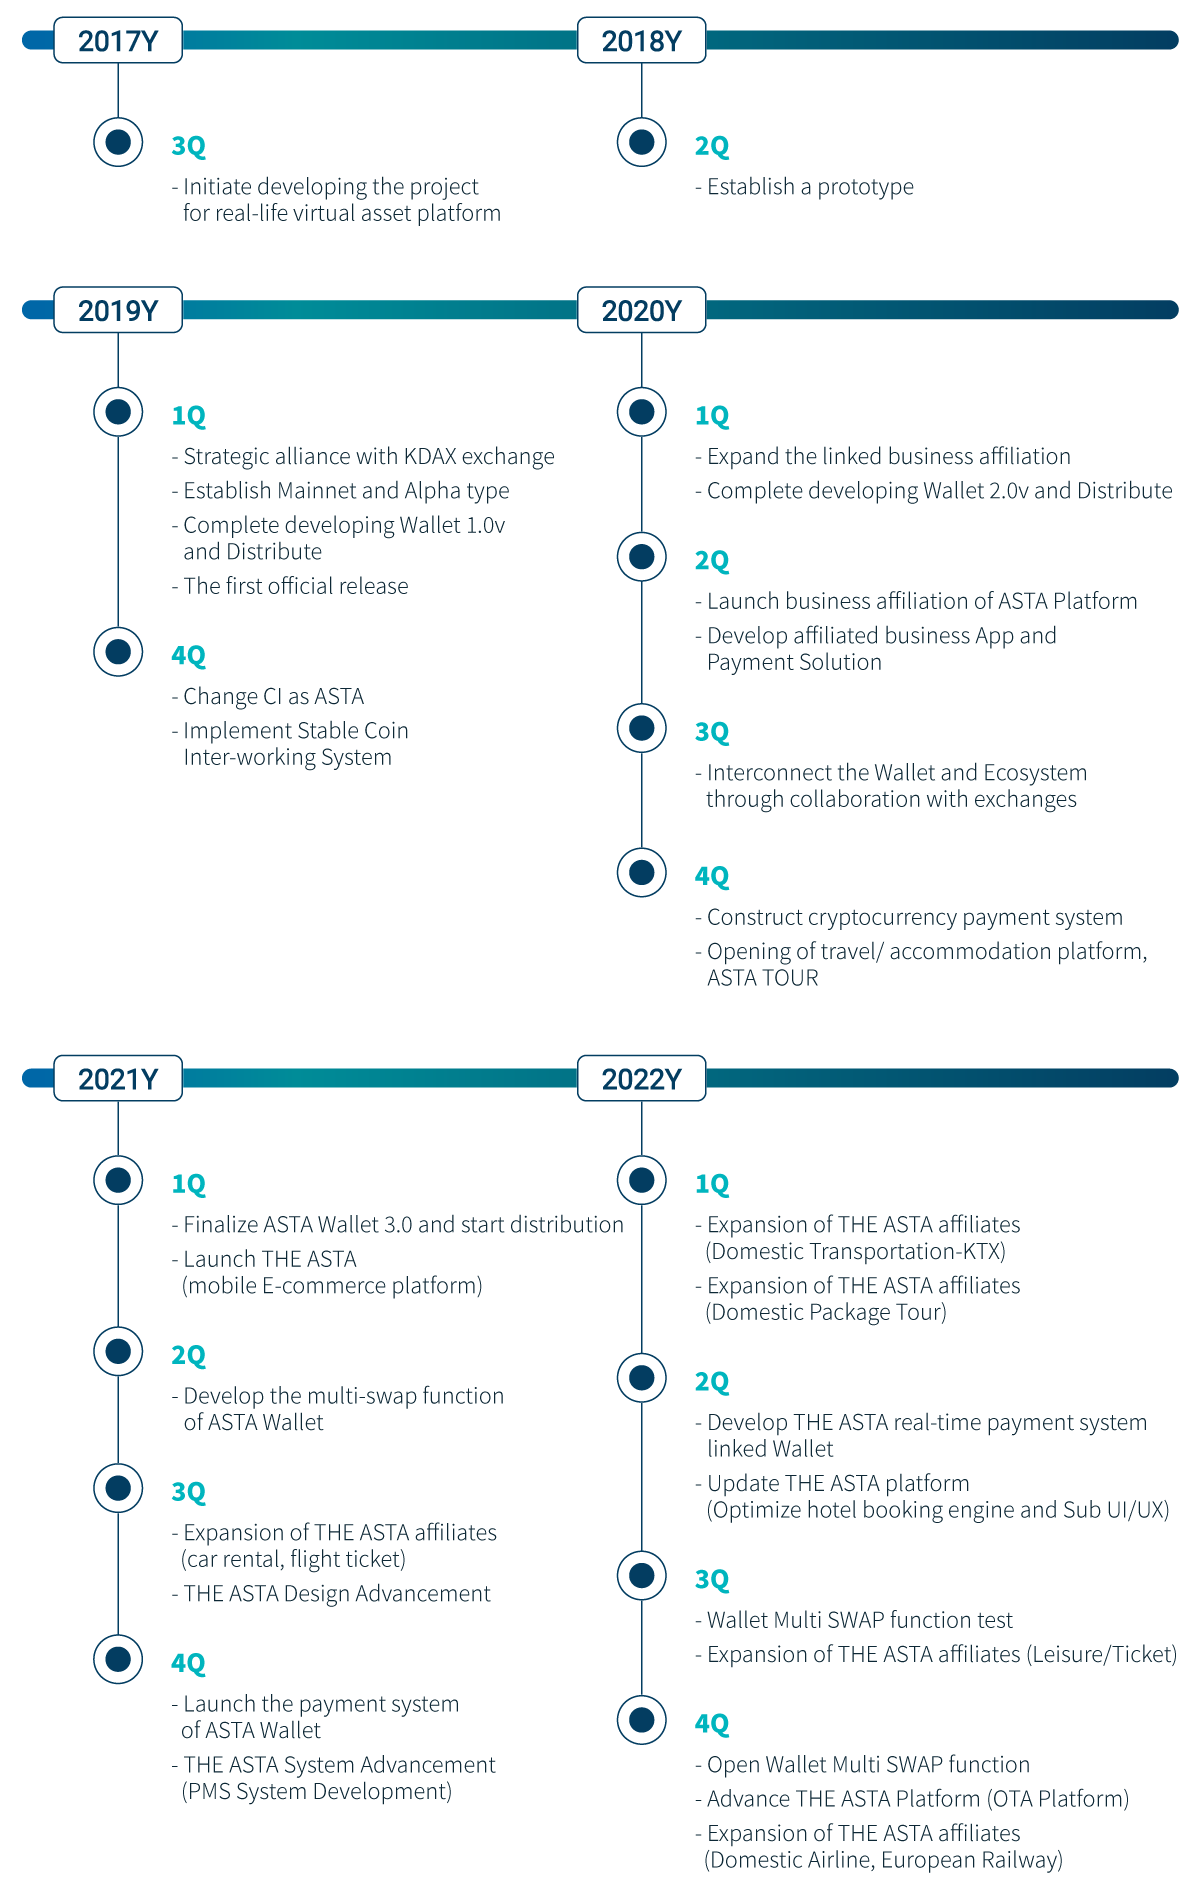 2017Y
3Q
- Initiate developing the project
for real-life virtual asset platform
2018Y
2Q
- Establish a prototype
2019Y
1Q
- Strategic alliance with KDAX exchange
- Establish Mainnet and Alpha type
- Complete developing Wallet 1.0v
and Distribute
- The first official release
4Q
- Change CI as ASTA
- Implement Stable Coin
Inter-working System
2020Y
1Q
- Expand the linked business affiliation
- Complete developing Wallet 2.0v and Distribute
2Q
- Launch business affiliation of ASTA Platform
- Develop affiliated business App and
Payment Solution
3Q
- Interconnect the Wallet and Ecosystem
through collaboration with exchanges
4Q
- Construct cryptocurrency payment system
- Opening of travel/ accommodation platform,
ASTA TOUR
2021Y
1Q
- Finalize ASTA Wallet 3.0 and start distribution
- Launch THE ASTA
(mobile E-commerce platform)
2Q
- Develop the multi-swap function
of ASTA Wallet
3Q
- Expansion of THE ASTA affiliates
(car rental, flight ticket)
- THE ASTA Design Advancement
4Q
- Launch the payment system
of ASTA Wallet
- THE ASTA System Advancement
(PMS System Development)
2022Y
1Q
- Expansion of THE ASTA affiliates
(Domestic Transportation-KTX)
- Expansion of THE ASTA affiliates
(Domestic Package Tour)
2Q
- Develop THE ASTA real-time payment system
linked Wallet
- Update THE ASTA platform
(Optimize hotel booking engine and Sub UI/UX)
3Q
- Wallet Multi SWAP function test
- Expansion of THE ASTA affiliates (Leisure/Ticket)
4Q
- Open Wallet Multi SWAP function
- Advance THE ASTA Platform (OTA Platform)
- Expansion of THE ASTA affiliates
(Domestic Airline, European Railway)